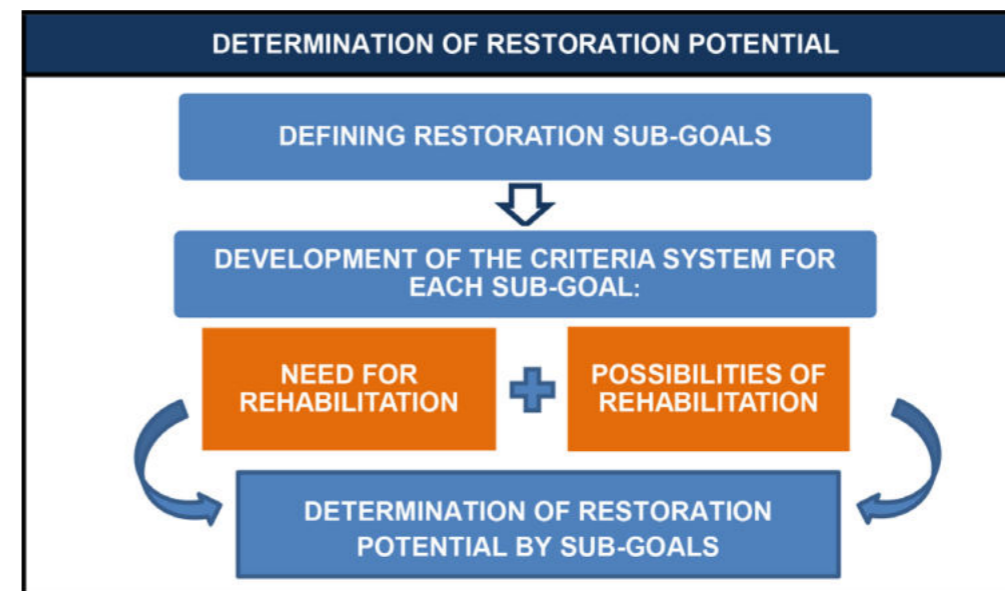 DETERMINATION OF RESTORATION POTENTIAL
DEFINING RESTORATION SUB-GOALS
DEVELOPMENT OF THE CRITERIA SYSTEM FOR
EACH SUB-GOAL:
NEED FOR
REHABILITATION
POSSIBILITIES OF
REHABILITATION
DETERMINATION OF RESTORATION
POTENTIAL BY SUB-GOALS